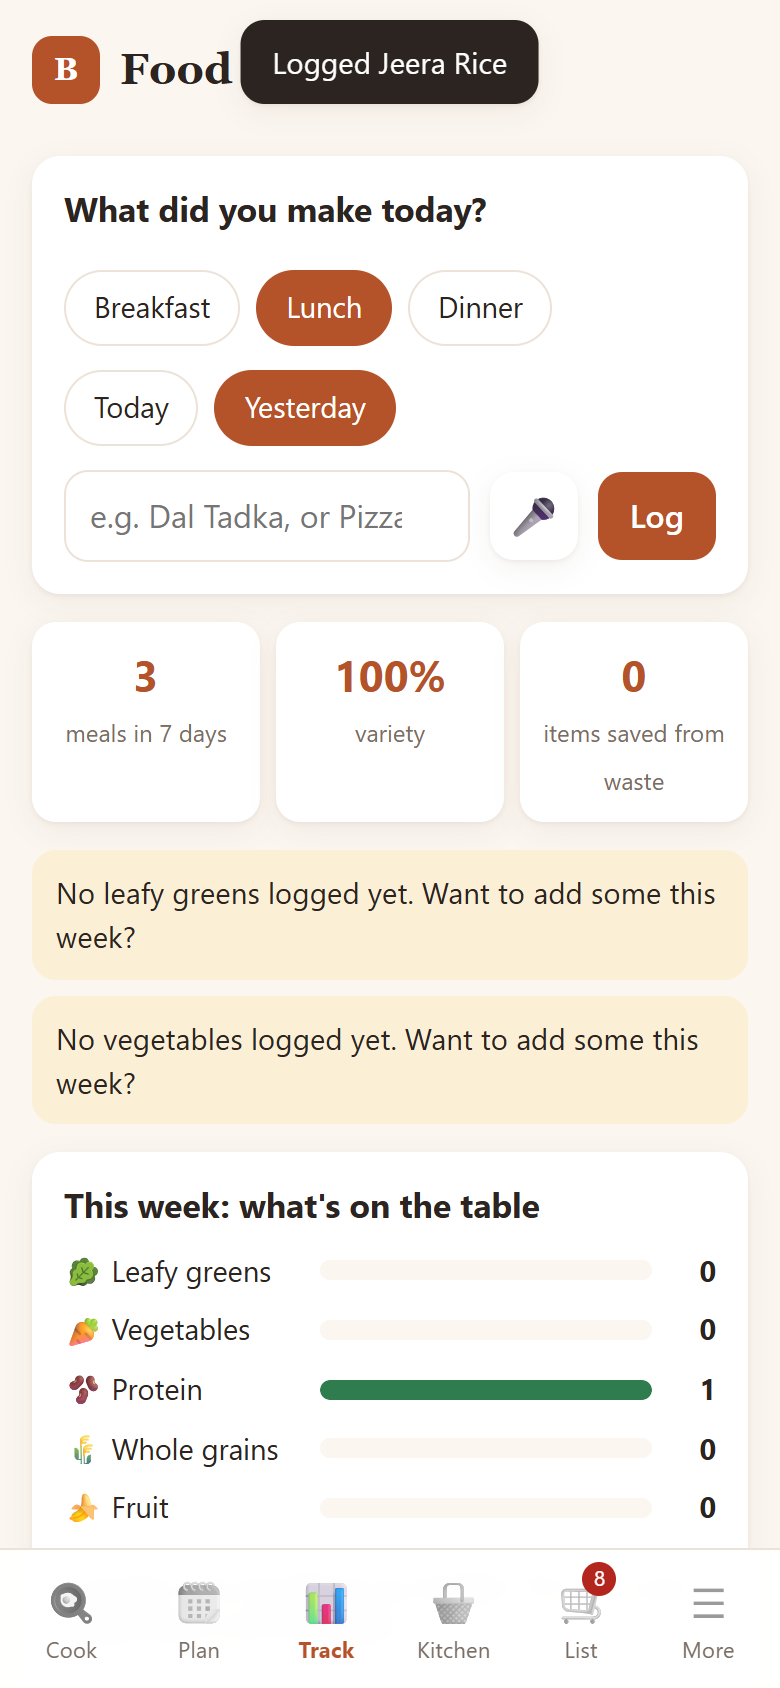 B
Food
Logged Jeera Rice
What did you make today?
Breakfast
Lunch
Dinner
Today
Yesterday
e.g. Dal Tadka, or Pizza
Log
3
meals in 7 days
100%
variety
0
items saved from
waste
No leafy greens logged yet. Want to add some this
week?
No vegetables logged yet. Want to add some this
week?
This week: what's on the table
Leafy greens 0
Vegetables 0
Protein 1
Whole grains 0
Fruit 0
8
Cook
Plan
Track
Kitchen
List
More